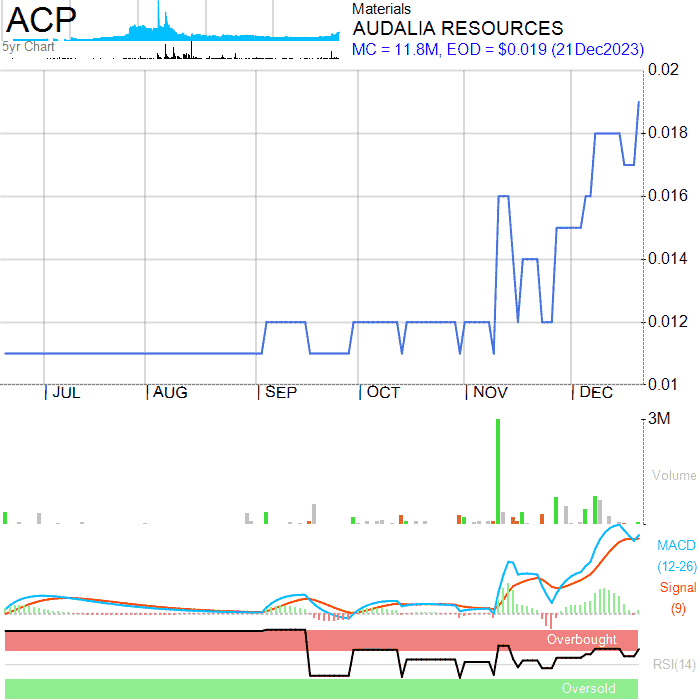 ACP
5yr Chart
Materials
AUDALIA RESOURCES
MC = 11.8M, EOD = $0.019 (21Dec2023)
0.02
0.018
0.016
0.014
0.012
0.01
JUL AUG SEP OCT NOV DEC
3M
Volume
MACD
(12-26)
Signal
(9)
Overbought
RSI(14)
Oversold